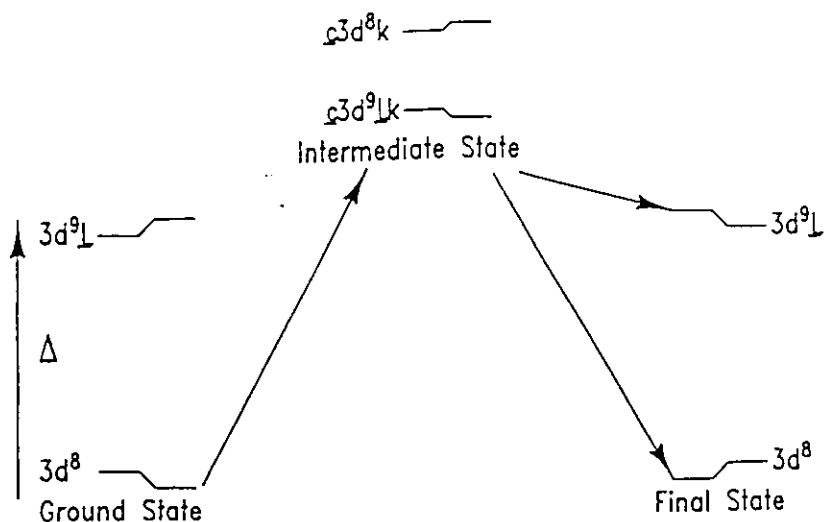 c3d⁸k
c3d⁹Lk
Intermediate State
3d⁹L
3d⁹L
Δ
3d⁸
3d⁸
Ground State
Final State